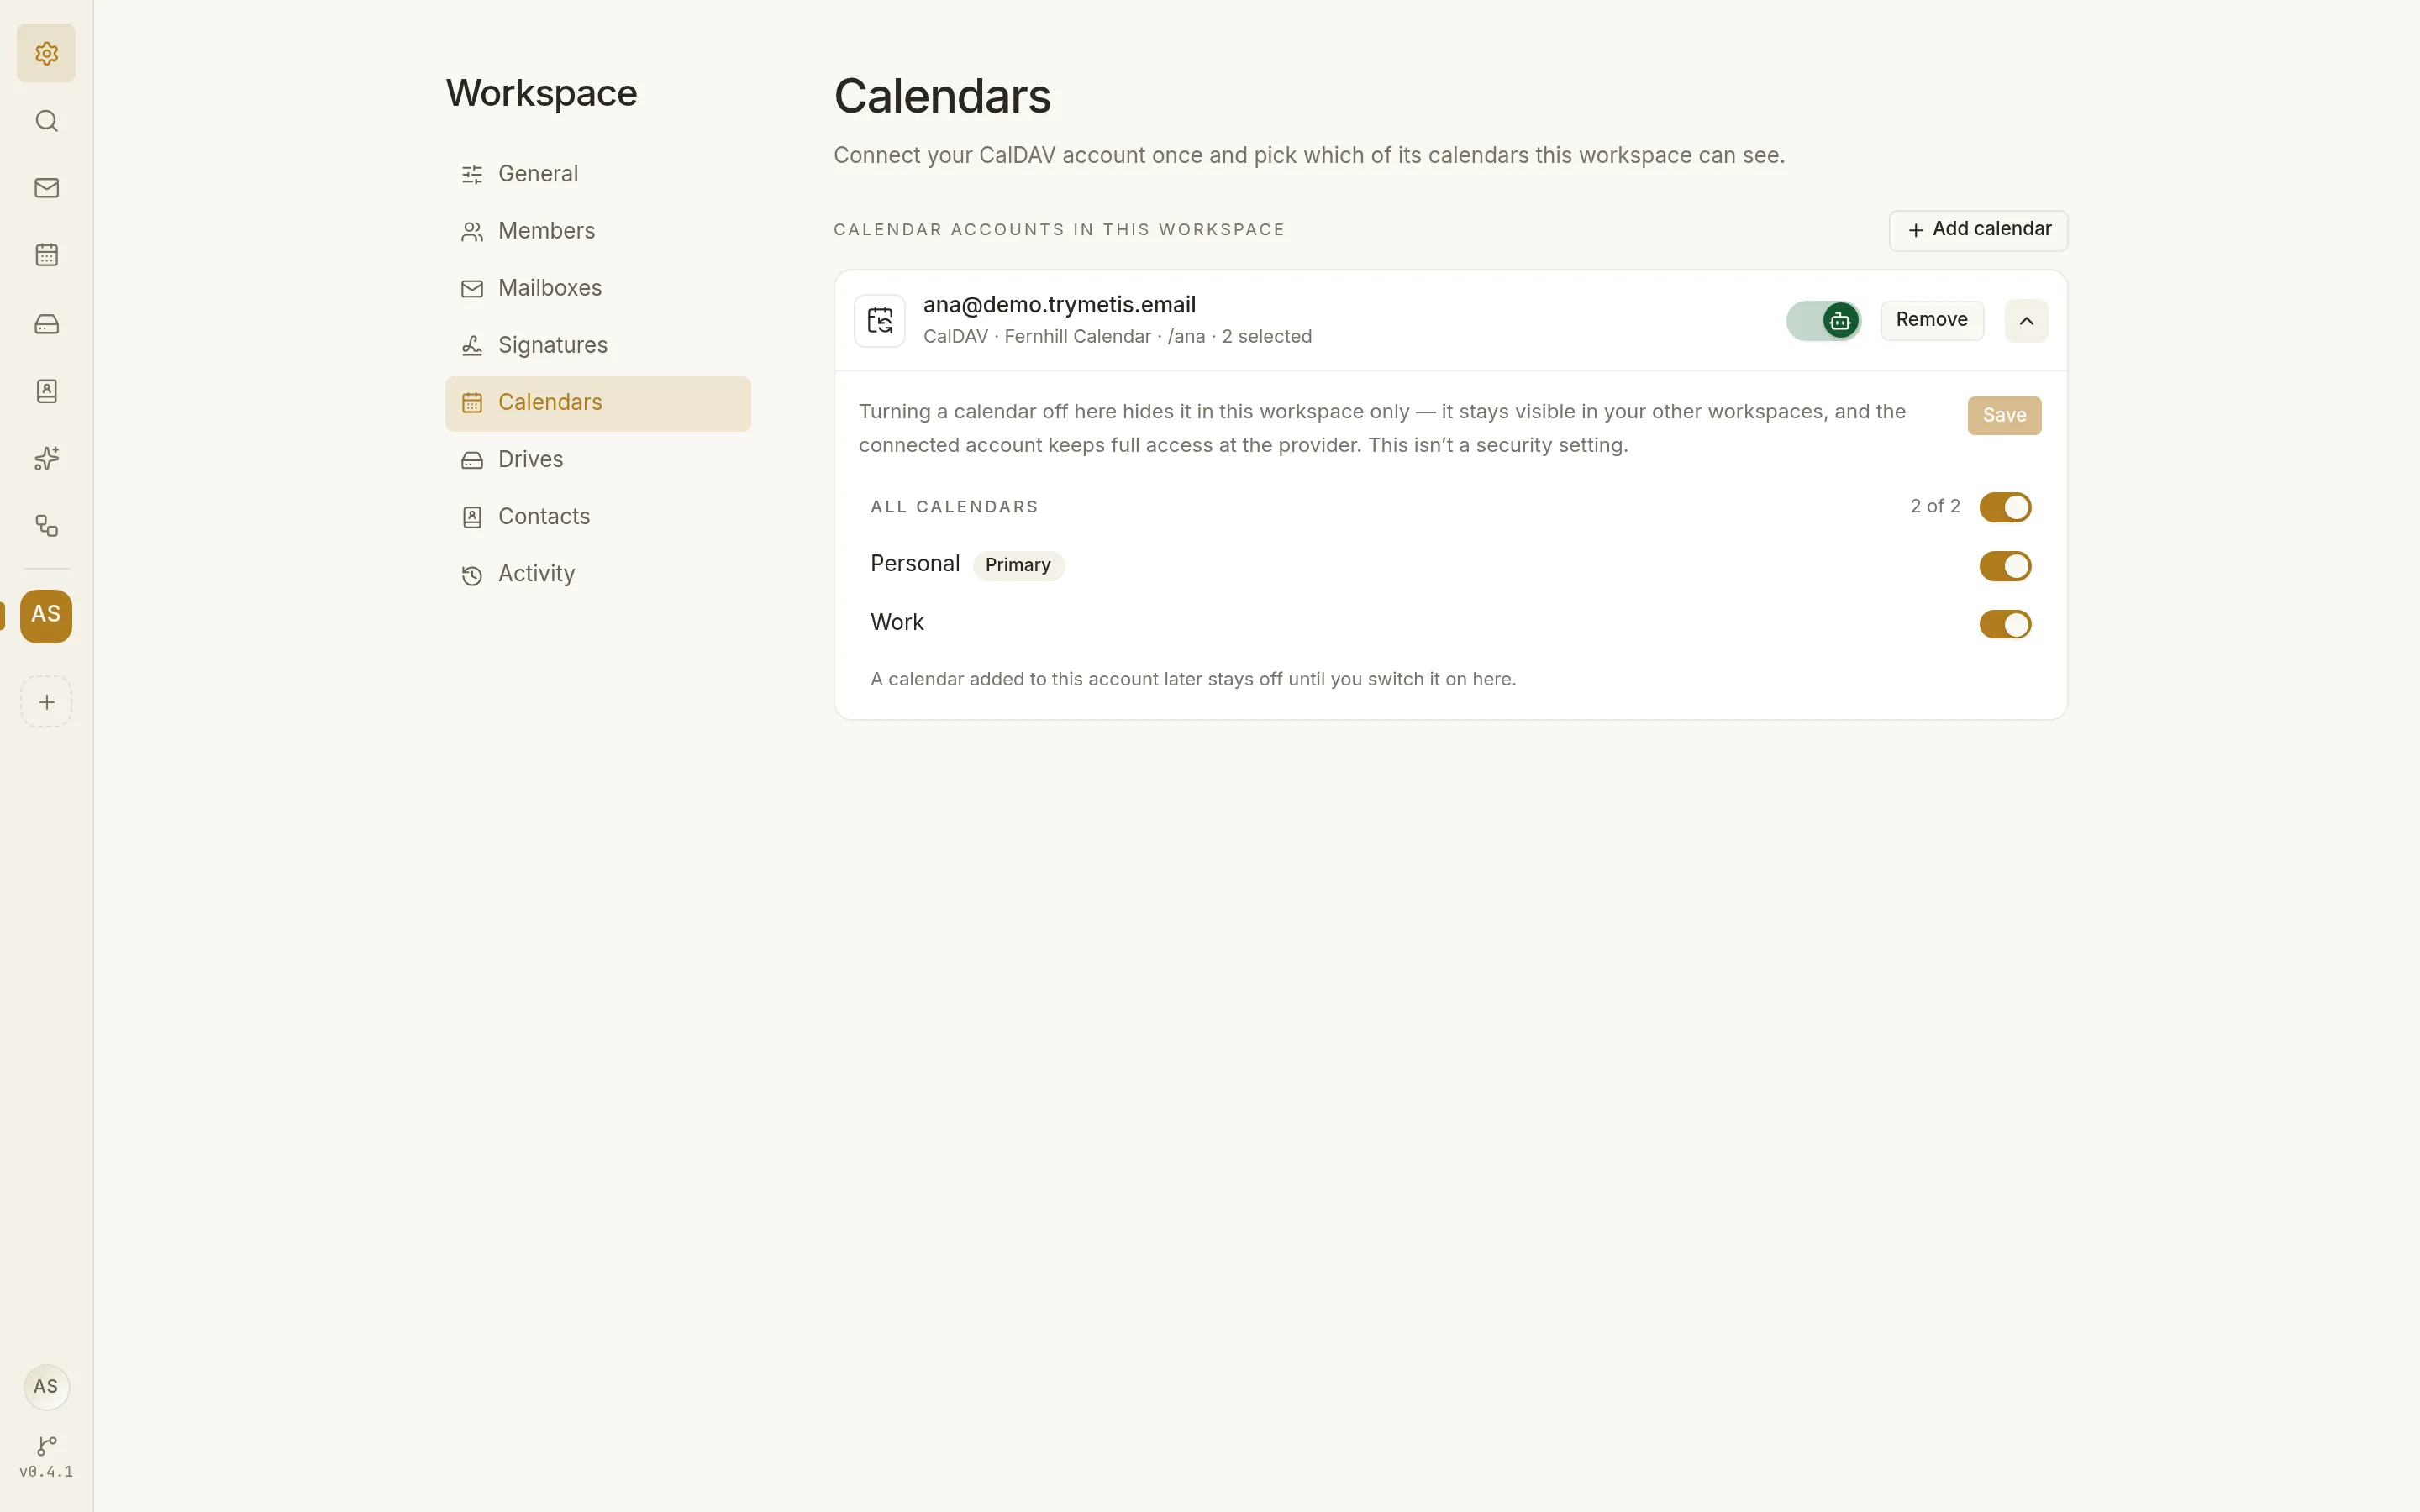 Workspace
General
Members
Mailboxes
Signatures
Calendars
Drives
Contacts
Activity
AS
AS
v0.4.1
Calendars
Connect your CalDAV account once and pick which of its calendars this workspace can see.
CALENDAR ACCOUNTS IN THIS WORKSPACE
Add calendar
ana@demo.trymetis.email
CalDAV · Fernhill Calendar · /ana · 2 selected
Remove
Turning a calendar off here hides it in this workspace only — it stays visible in your other workspaces, and the
connected account keeps full access at the provider. This isn’t a security setting.
Save
ALL CALENDARS
2 of 2
Personal
Primary
Work
A calendar added to this account later stays off until you switch it on here.